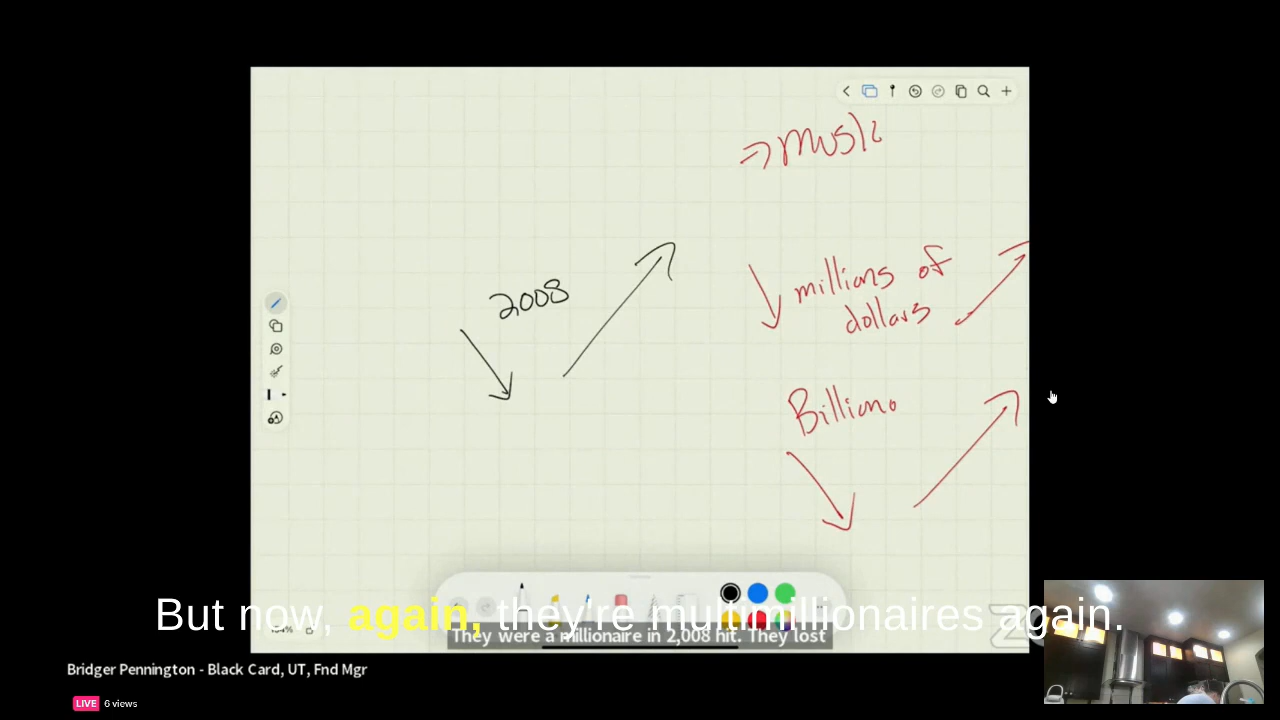 ⇒ Music
2008
millions of
dollars
Billion
But now, again, they're multimillionaires again.
They were a millionaire in 2,008 hit. They lost
Bridger Pennington - Black Card, UT, Fnd Mgr
LIVE 6 views